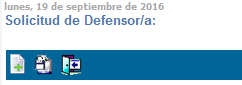 lunes, 19 de septiembre de 2016
Solicitud de Defensor/a: